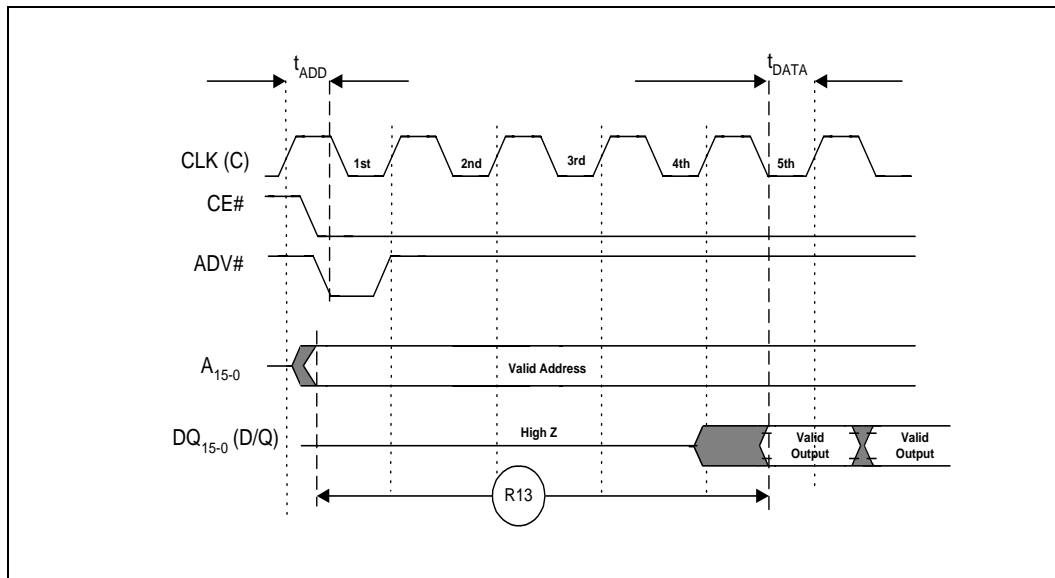 tADD
tDATA
CLK (C)
1st 2nd 3rd 4th 5th
CE#
ADV#
A15-0
Valid Address
DQ15-0 (D/Q)
High Z
Valid Output
Valid Output
R13